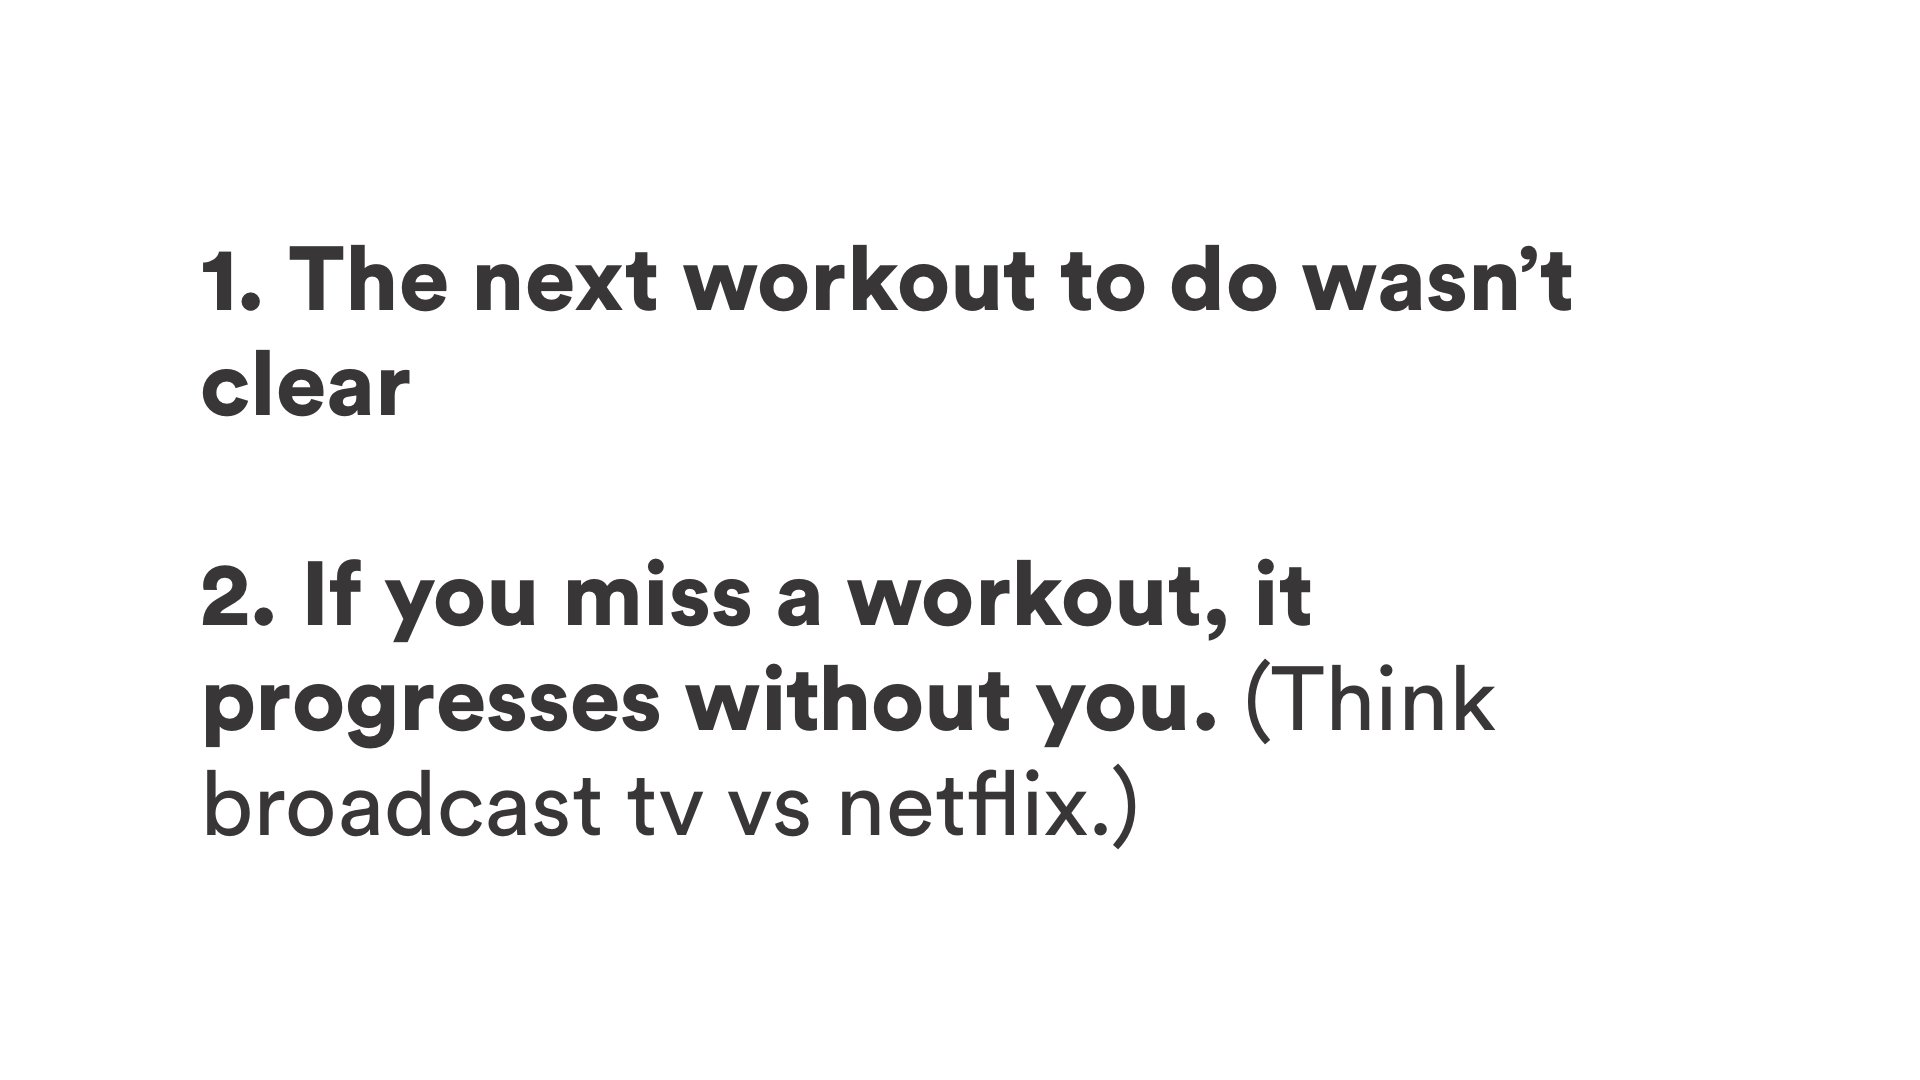 1. The next workout to do wasn’t
clear
2. If you miss a workout, it
progresses without you. (Think
broadcast tv vs netflix.)